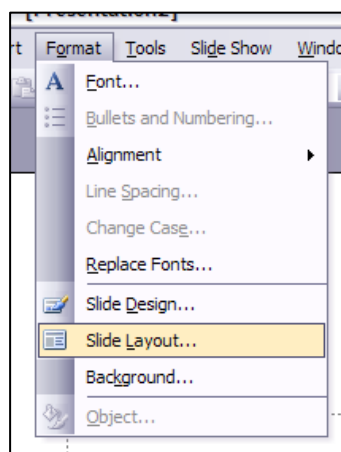 [Presentation2]
Format Tools Slide Show
Font...
Bullets and Numbering...
Alignment
Line Spacing...
Change Case...
Replace Fonts...
Slide Design...
Slide Layout...
Background...
Object...